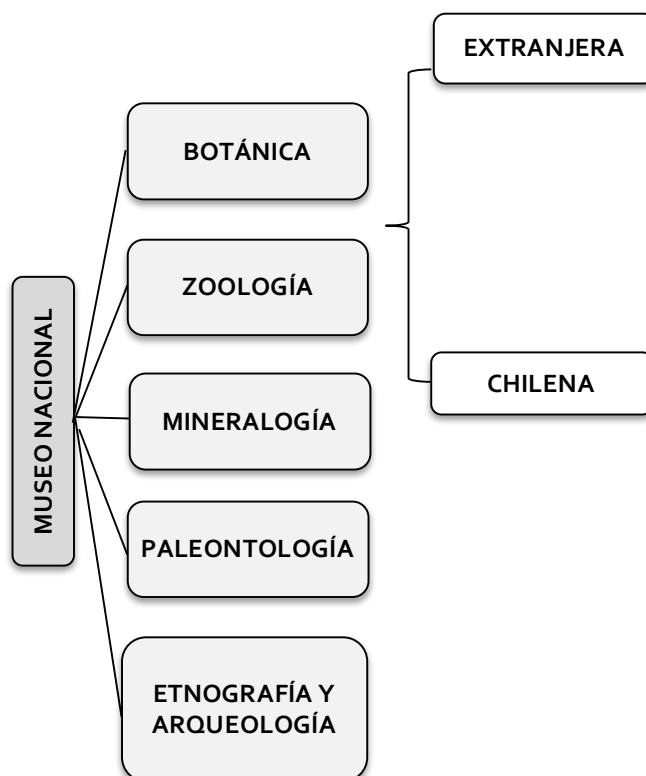 MUSEO NACIONAL
BOTÁNICA
ZOOLOGÍA
MINERALOGÍA
PALEONTOLOGÍA
ETNOGRAFÍA Y
ARQUEOLOGÍA
EXTRANJERA
CHILENA